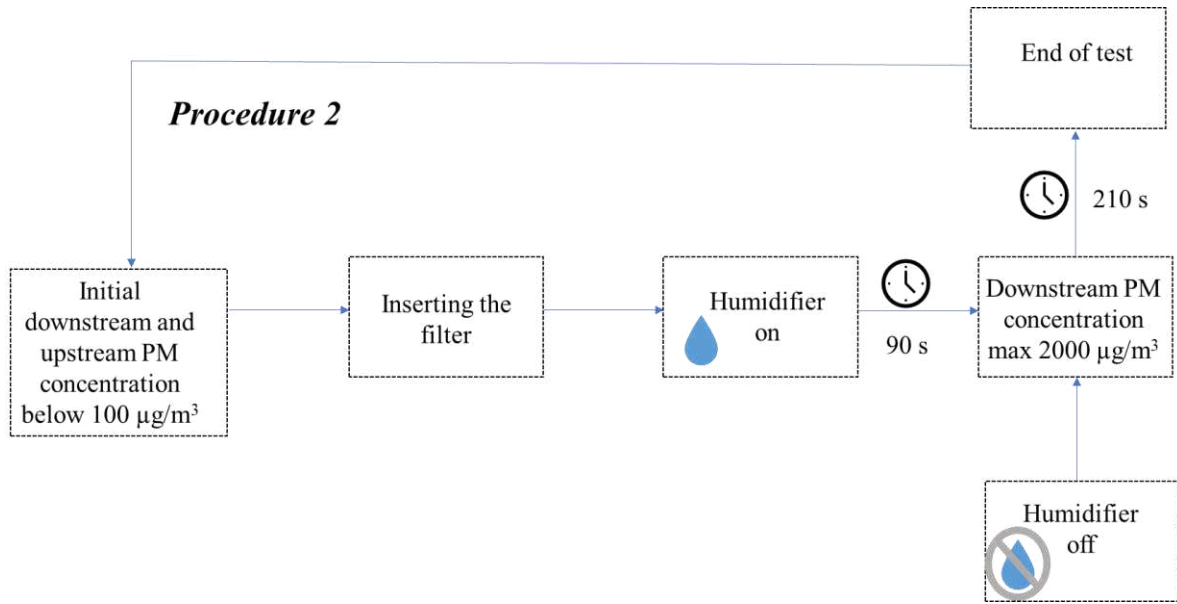 End of test
Procedure 2
210 s
Initial
downstream and
upstream PM
concentration
below 100 µg/m³
Inserting the
filter
Humidifier
on
90 s
Downstream PM
concentration
max 2000 µg/m³
Humidifier
off